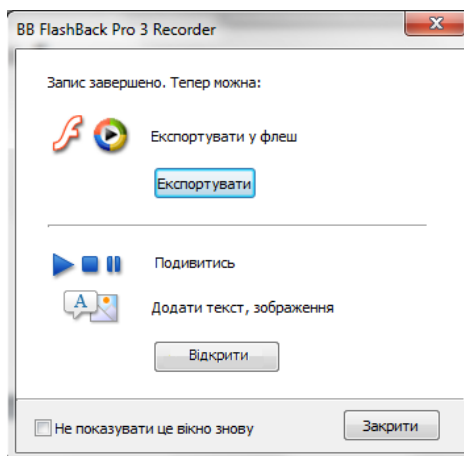 BB FlashBack Pro 3 Recorder
Запис завершено. Тепер можна:
Експортувати у флеш
Експортувати
Подивитись
A
Додати текст, зображення
Відкрити
Не показувати це вікно знову
Закрити